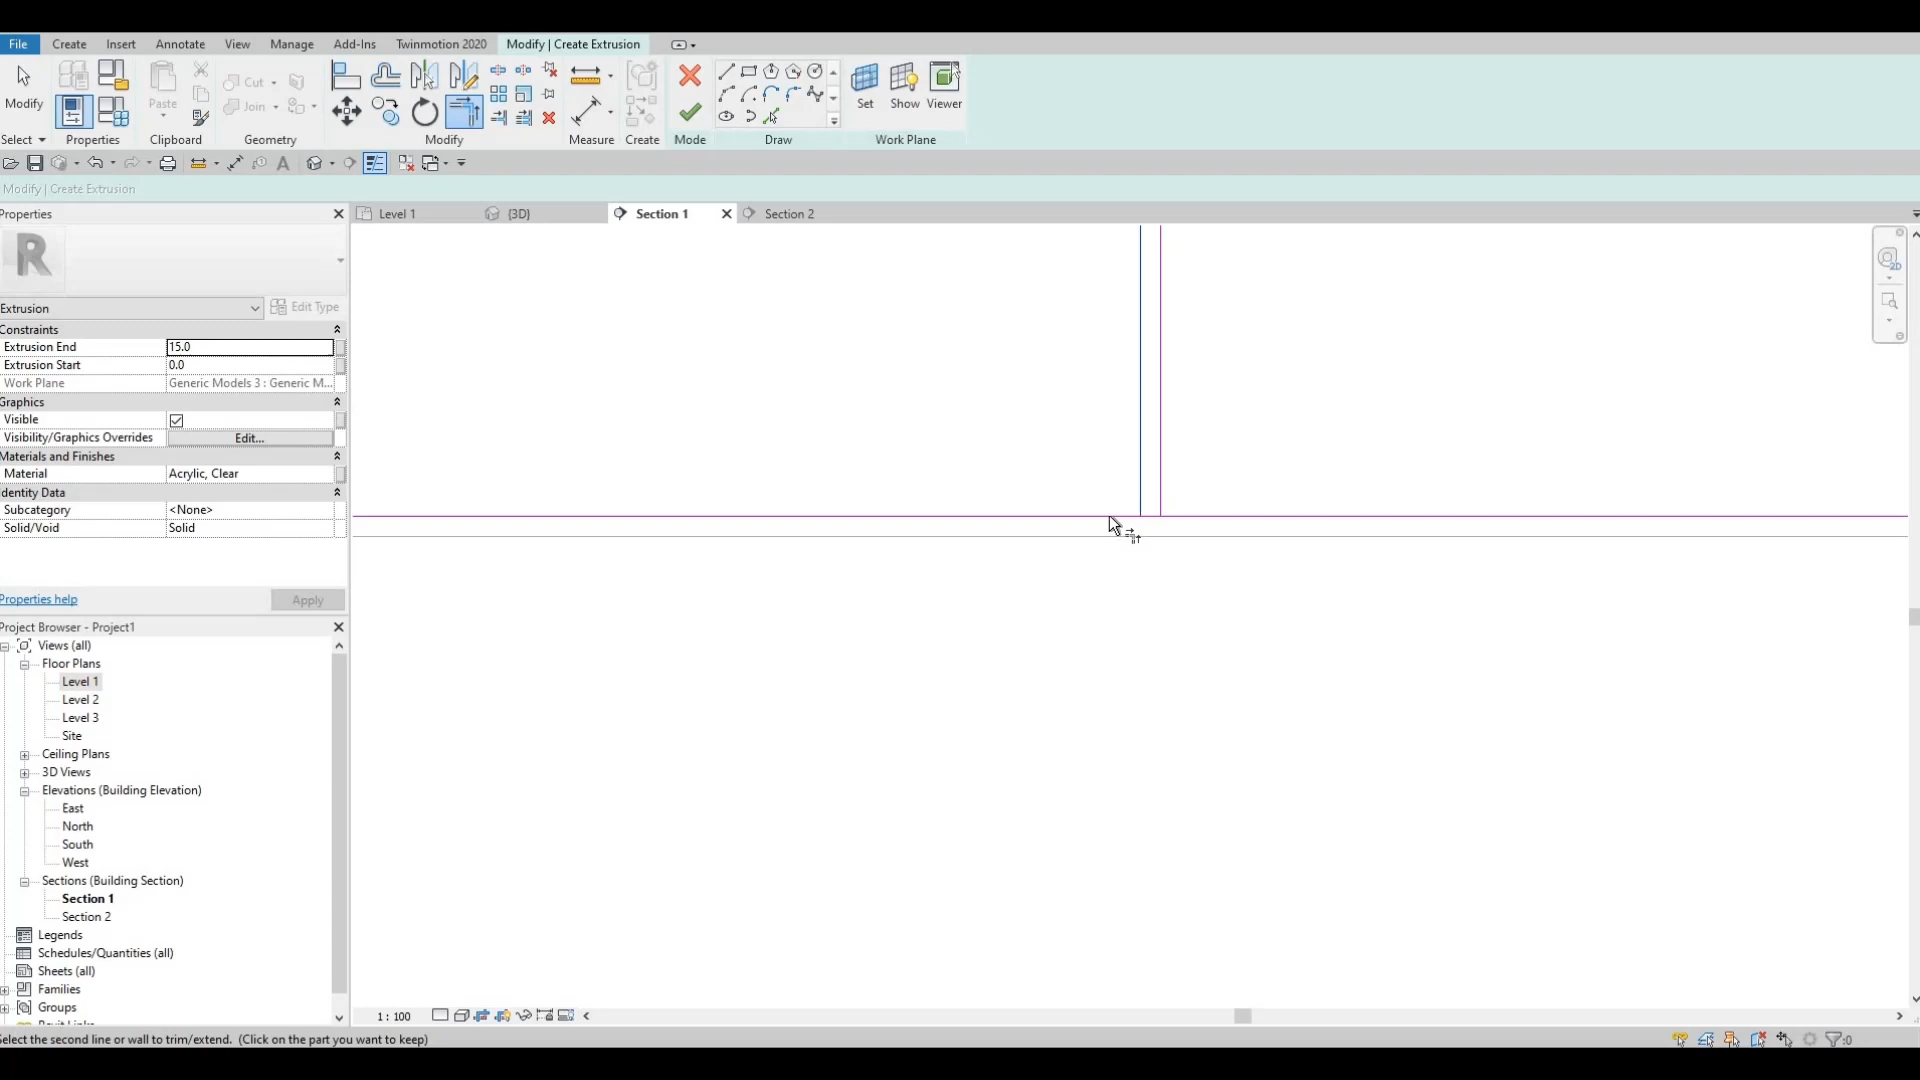 File Create Insert Annotate View Manage Add-Ins Twinmotion 2020 Modify | Create Extrusion
Modify Paste Cut Join Set Show Viewer
Select Properties Clipboard Geometry Modify Measure Create Mode Draw Work Plane
Modify | Create Extrusion
Properties
Level 1 {3D} Section 1 Section 2
R
2D
Extrusion Edit Type
Constraints
Extrusion End 15.0
Extrusion Start 0.0
Work Plane Generic Models 3 : Generic M...
Graphics
Visible
Visibility/Graphics Overrides Edit...
Materials and Finishes
Material Acrylic, Clear
Identity Data
Subcategory <None>
Solid/Void Solid
Properties help Apply
Project Browser - Project1
Views (all)
Floor Plans
Level 1
Level 2
Level 3
Site
Ceiling Plans
3D Views
Elevations (Building Elevation)
East
North
South
West
Sections (Building Section)
Section 1
Section 2
Legends
Schedules/Quantities (all)
Sheets (all)
Families
Groups
1 : 100
Select the second line or wall to trim/extend. (Click on the part you want to keep)
:0